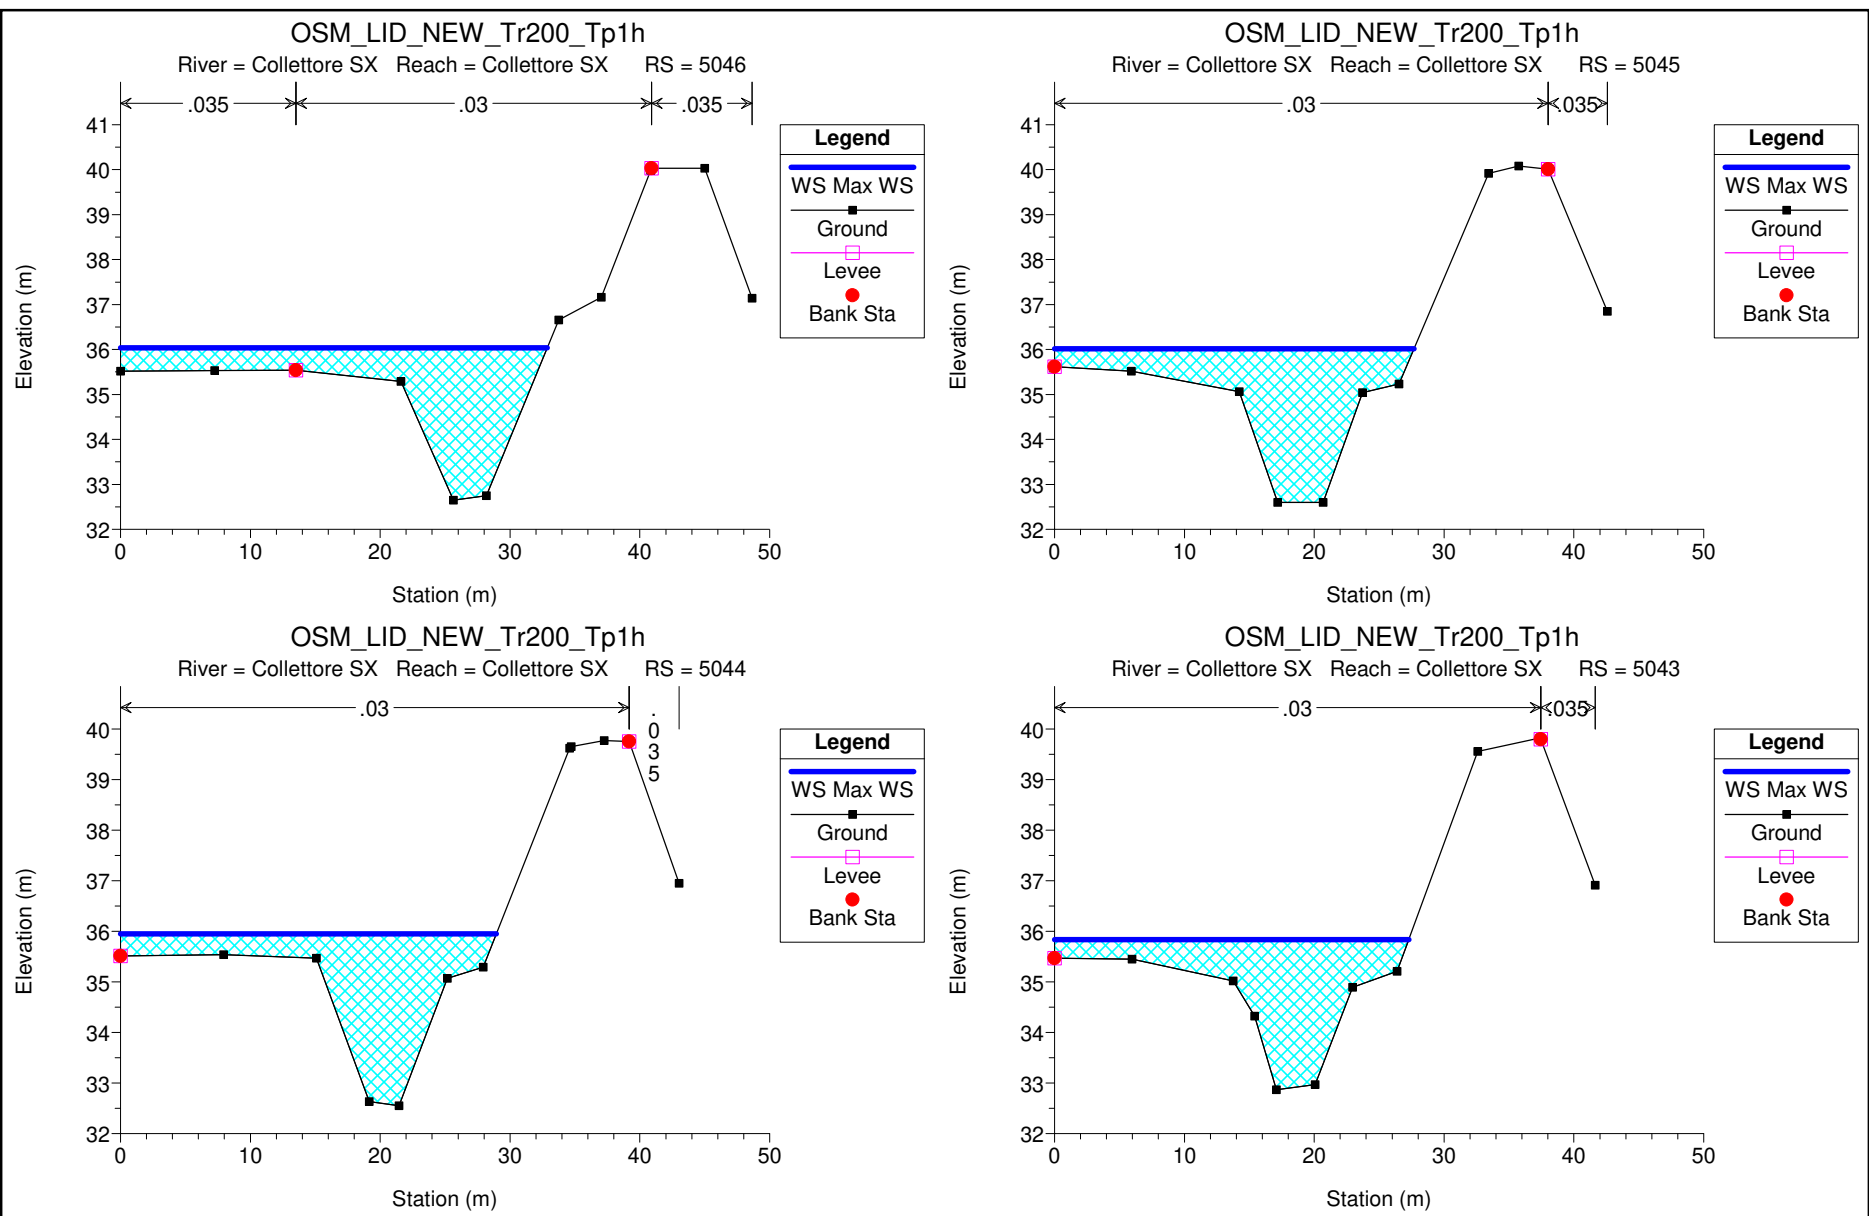 OSM_LID_NEW_Tr200_Tp1h
River = Collettore SX Reach = Collettore SX RS = 5046
.035 .03 .035
41
40
39
38
37
36
35
34
33
32
0 10 20 30 40 50
Station (m)
Elevation (m)
Legend
WS Max WS
Ground
Levee
Bank Sta
OSM_LID_NEW_Tr200_Tp1h
River = Collettore SX Reach = Collettore SX RS = 5045
.03 .035
41
40
39
38
37
36
35
34
33
32
0 10 20 30 40 50
Station (m)
Elevation (m)
Legend
WS Max WS
Ground
Levee
Bank Sta
OSM_LID_NEW_Tr200_Tp1h
River = Collettore SX Reach = Collettore SX RS = 5044
.03 .035
40
39
38
37
36
35
34
33
32
0 10 20 30 40 50
Station (m)
Elevation (m)
Legend
WS Max WS
Ground
Levee
Bank Sta
OSM_LID_NEW_Tr200_Tp1h
River = Collettore SX Reach = Collettore SX RS = 5043
.03 .035
40
39
38
37
36
35
34
33
32
0 10 20 30 40 50
Station (m)
Elevation (m)
Legend
WS Max WS
Ground
Levee
Bank Sta